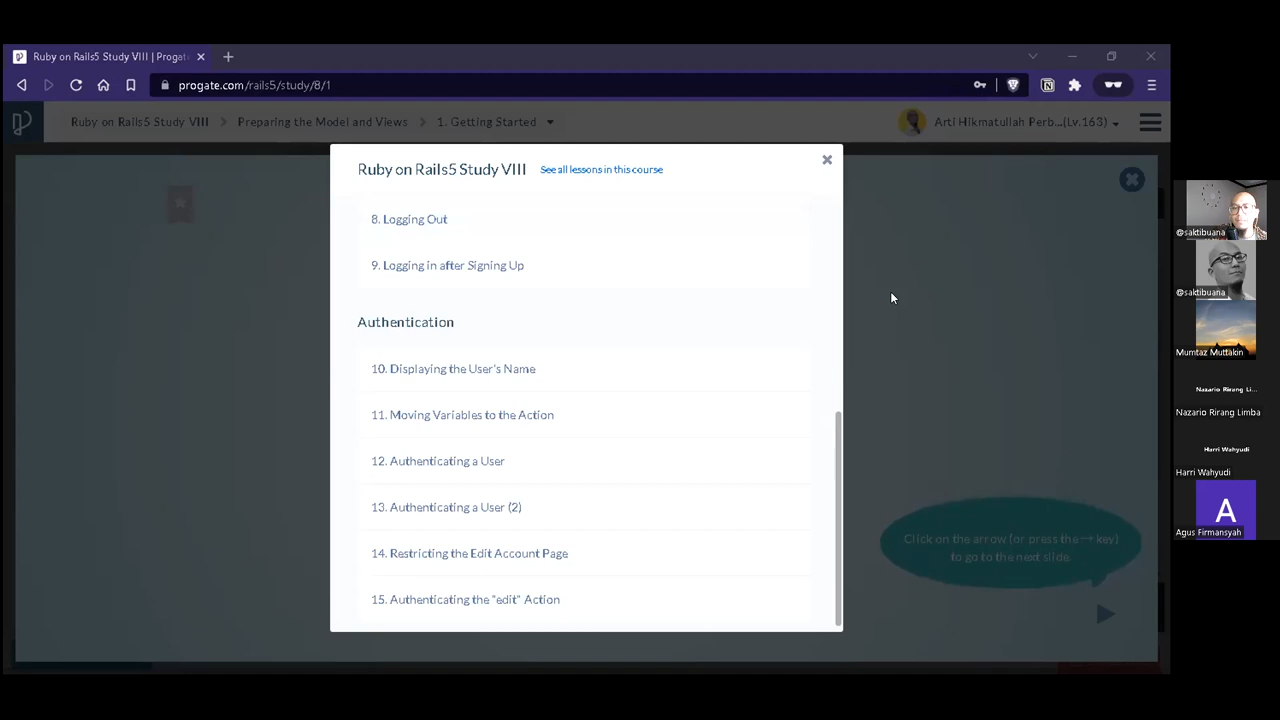 Ruby on Rails5 Study VIII | Progat
progate.com/rails5/study/8/1
Ruby on Rails5 Study VIII
Preparing the Model and Views
1. Getting Started
Arti Hikmatullah Perb...(Lv.163)
Ruby on Rails5 Study VIII
See all lessons in this course
8. Logging Out
9. Logging in after Signing Up
Authentication
10. Displaying the User's Name
11. Moving Variables to the Action
12. Authenticating a User
13. Authenticating a User (2)
14. Restricting the Edit Account Page
15. Authenticating the "edit" Action
Click on the arrow (or press the → key)
to go to the next slide.
@saktibuana
@saktibuana
Mumtaz Muttakin
Nazario Rirang Li...
Nazario Rirang Limba
Harri Wahyudi
Harri Wahyudi
A
Agus Firmansyah